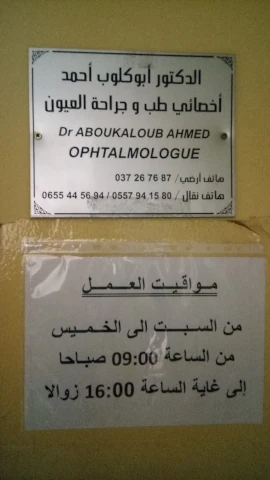 الدكتور أبوكلوب أحمد
أخصائي طب و جراحة العيون
Dr ABOUKALOUB AHMED
OPHTALMOLOGUE
هاتف أرضي/ 037 26 76 87
هاتف نقال/ 0655 44 56 94 / 0557 94 15 80
مواقيت العمل
من السبت الى الخميس
من الساعة 09:00 صباحا
إلى غاية الساعة 16:00 زوالا